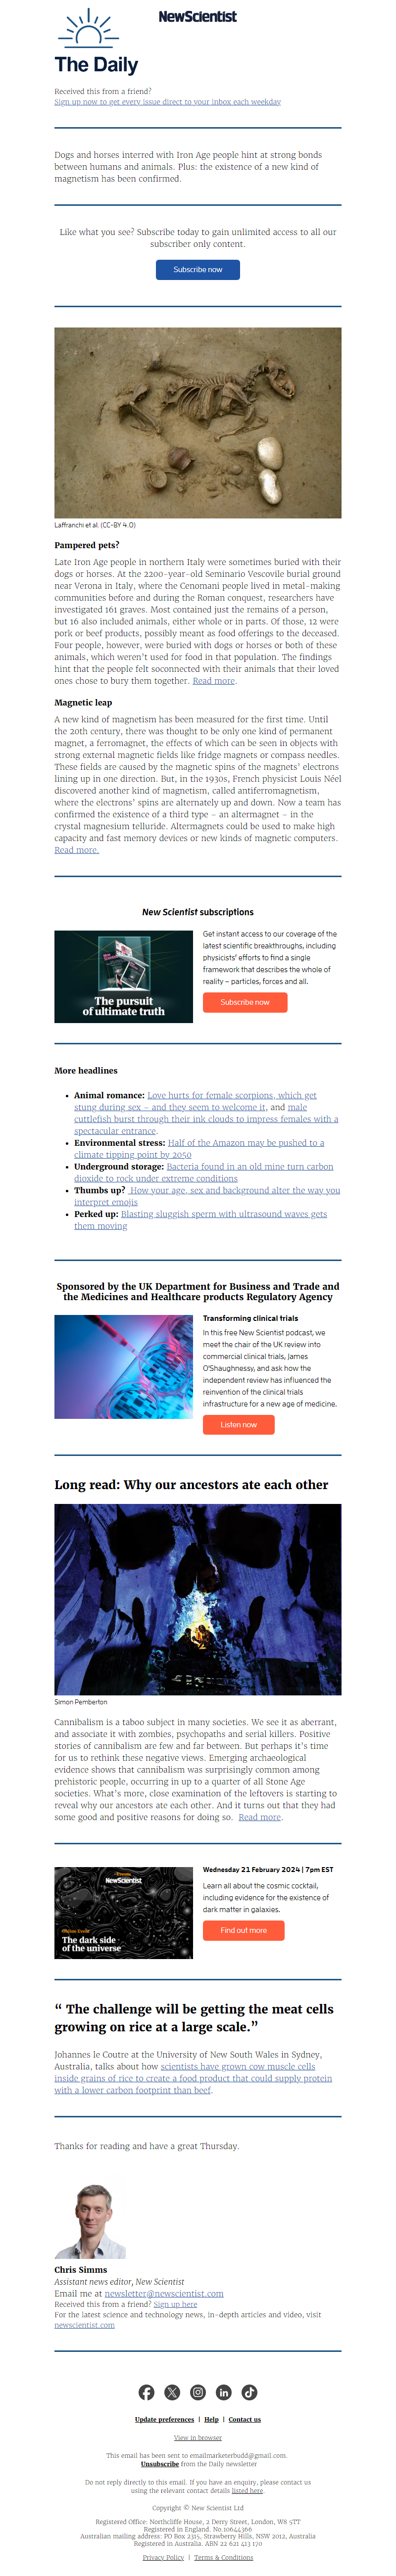 NewScientist
The Daily
Received this from a friend?
Sign up now to get every issue direct to your inbox each weekday
Dogs and horses interred with Iron Age people hint at strong bonds
between humans and animals. Plus: the existence of a new kind of
magnetism has been confirmed.
Like what you see? Subscribe today to gain unlimited access to all our
subscriber only content.
Subscribe now
Laffranchi et al. (CC-BY 4.0)
Pampered pets?
Late Iron Age people in northern Italy were sometimes buried with their
dogs or horses. At the 2200-year-old Seminario Vescovile burial ground
near Verona in Italy, where the Cenomani people lived in metal-making
communities before and during the Roman conquest, researchers have
investigated 161 graves. Most contained just the remains of a person,
but 16 also included animals, either whole or in parts. Of those, 12 were
pork or beef products, possibly meant as food offerings to the deceased.
Four people, however, were buried with dogs or horses or both of these
animals, which weren't used for food in that population. The findings
hint that the people felt soconnected with their animals that their loved
ones chose to bury them together. Read more.
Magnetic leap
A new kind of magnetism has been measured for the first time. Until
the 20th century, there was thought to be only one kind of permanent
magnet, a ferromagnet, the effects of which can be seen in objects with
strong external magnetic fields like fridge magnets or compass needles.
These fields are caused by the magnetic spins of the magnets' electrons
lining up in one direction. But, in the 1930s, French physicist Louis Néel
discovered another kind of magnetism, called antiferromagnetism,
where the electrons' spins are alternately up and down. Now a team has
confirmed the existence of a third type – an altermagnet – in the
crystal magnesium telluride. Altermagnets could be used to make high
capacity and fast memory devices or new kinds of magnetic computers.
Read more.
New Scientist subscriptions
The pursuit
of ultimate truth
Get instant access to our coverage of the
latest scientific breakthroughs, including
physicists' efforts to find a single
framework that describes the whole of
reality – particles, forces and all.
Subscribe now
More headlines
• Animal romance: Love hurts for female scorpions, which get
stung during sex – and they seem to welcome it, and male
cuttlefish burst through their ink clouds to impress females with a
spectacular entrance.
• Environmental stress: Half of the Amazon may be pushed to a
climate tipping point by 2050
• Underground storage: Bacteria found in an old mine turn carbon
dioxide to rock under extreme conditions
• Thumbs up? How your age, sex and background alter the way you
interpret emojis
• Perked up: Blasting sluggish sperm with ultrasound waves gets
them moving
Sponsored by the UK Department for Business and Trade and
the Medicines and Healthcare products Regulatory Agency
Transforming clinical trials
In this free New Scientist podcast, we
meet the chair of the UK review into
commercial clinical trials, James
O'Shaughnessy, and ask how the
independent review has influenced the
reinvention of the clinical trials
infrastructure for a new age of medicine.
Listen now
Long read: Why our ancestors ate each other
Simon Pemberton
Cannibalism is a taboo subject in many societies. We see it as aberrant,
and associate it with zombies, psychopaths and serial killers. Positive
stories of cannibalism are few and far between. But perhaps it's time
for us to rethink these negative views. Emerging archaeological
evidence shows that cannibalism was surprisingly common among
prehistoric people, occurring in up to a quarter of all Stone Age
societies. What's more, close examination of the leftovers is starting to
reveal why our ancestors ate each other. And it turns out that they had
some good and positive reasons for doing so. Read more.
NewScientist
Online Event
The dark side
of the universe
Wednesday 21 February 2024 | 7pm EST
Learn all about the cosmic cocktail,
including evidence for the existence of
dark matter in galaxies.
Find out more
“ The challenge will be getting the meat cells
growing on rice at a large scale.”
Johannes le Coutre at the University of New South Wales in Sydney,
Australia, talks about how scientists have grown cow muscle cells
inside grains of rice to create a food product that could supply protein
with a lower carbon footprint than beef.
Thanks for reading and have a great Thursday.
Chris Simms
Assistant news editor, New Scientist
Email me at newsletter@newscientist.com
Received this from a friend? Sign up here
For the latest science and technology news, in-depth articles and video, visit
newscientist.com
Update preferences | Help | Contact us
View in browser
This email has been sent to emailmarketerbudd@gmail.com.
Unsubscribe from the Daily newsletter
Do not reply directly to this email. If you have an enquiry, please contact us
using the relevant contact details listed here.
Copyright © New Scientist Ltd
Registered Office: Northcliffe House, 2 Derry Street, London, W8 5TT
Registered in England. No.10644366
Australian mailing address: PO Box 2315, Strawberry Hills, NSW 2012, Australia
Registered in Australia. ABN 22 621 413 170
Privacy Policy | Terms & Conditions